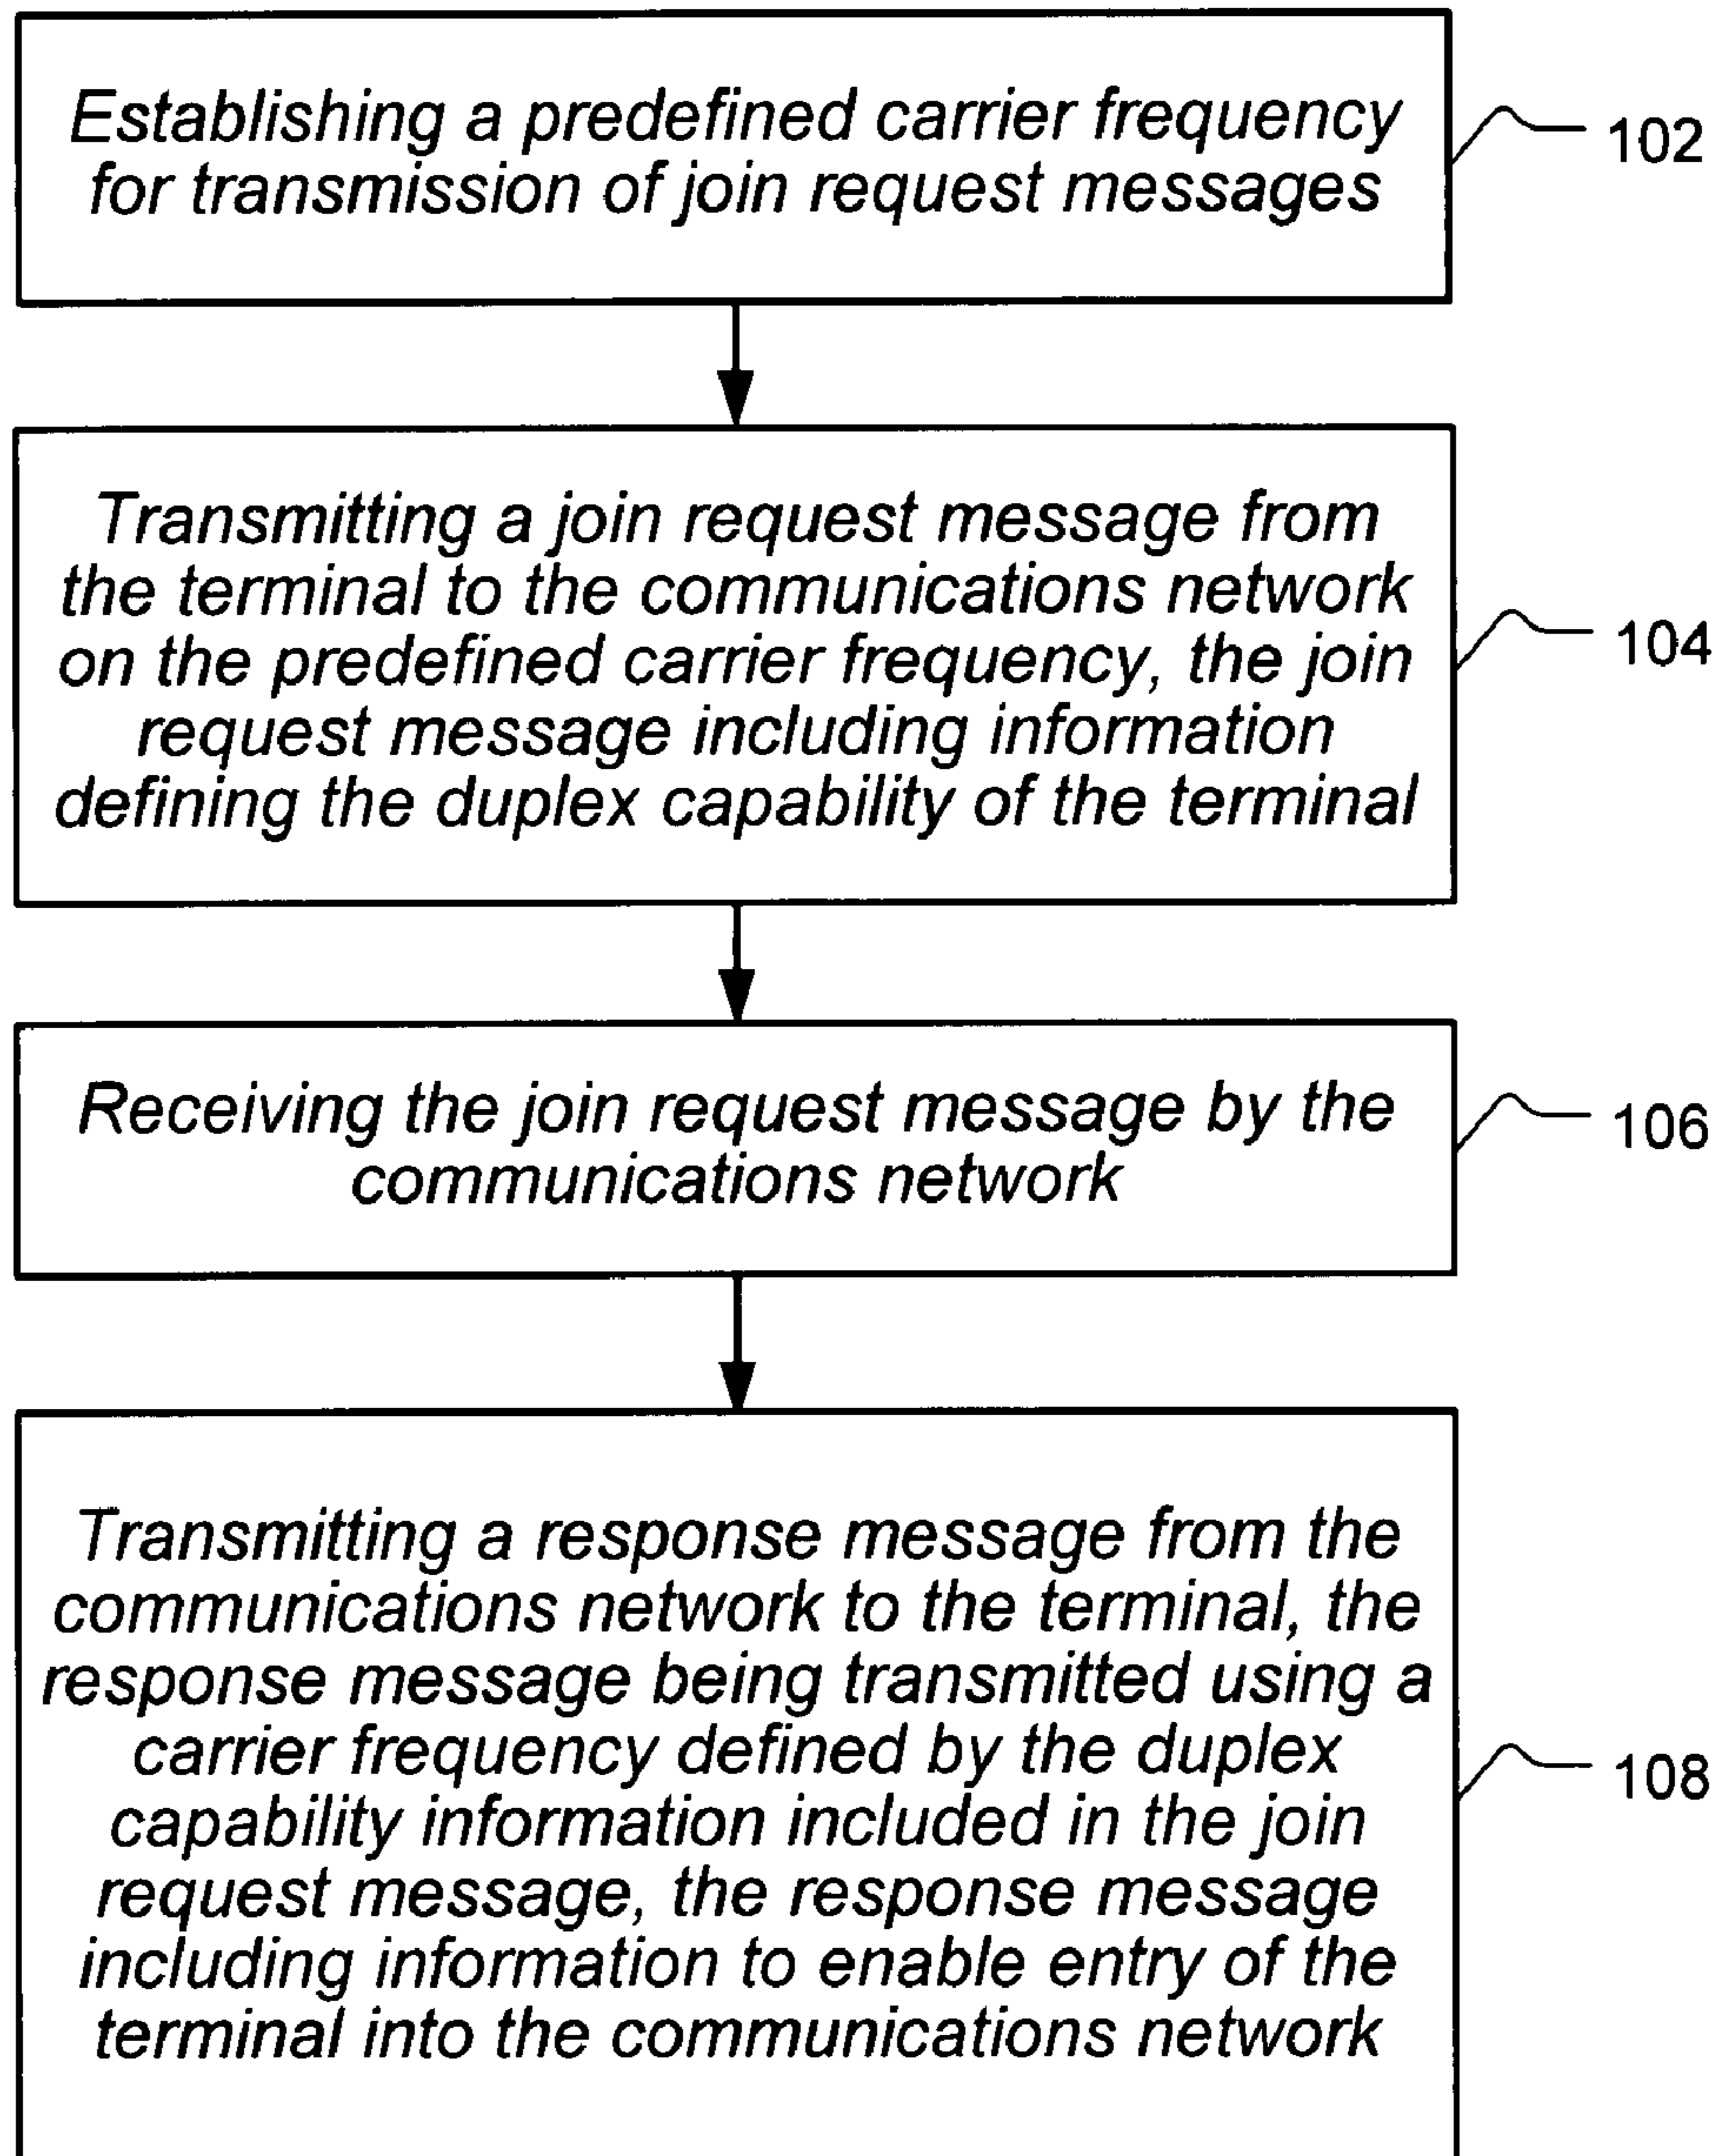 Establishing a predefined carrier frequency
for transmission of join request messages
102
Transmitting a join request message from
the terminal to the communications network
on the predefined carrier frequency, the join
request message including information
defining the duplex capability of the terminal
104
Receiving the join request message by the
communications network
106
Transmitting a response message from the
communications network to the terminal, the
response message being transmitted using a
carrier frequency defined by the duplex
capability information included in the join
request message, the response message
including information to enable entry of the
terminal into the communications network
108